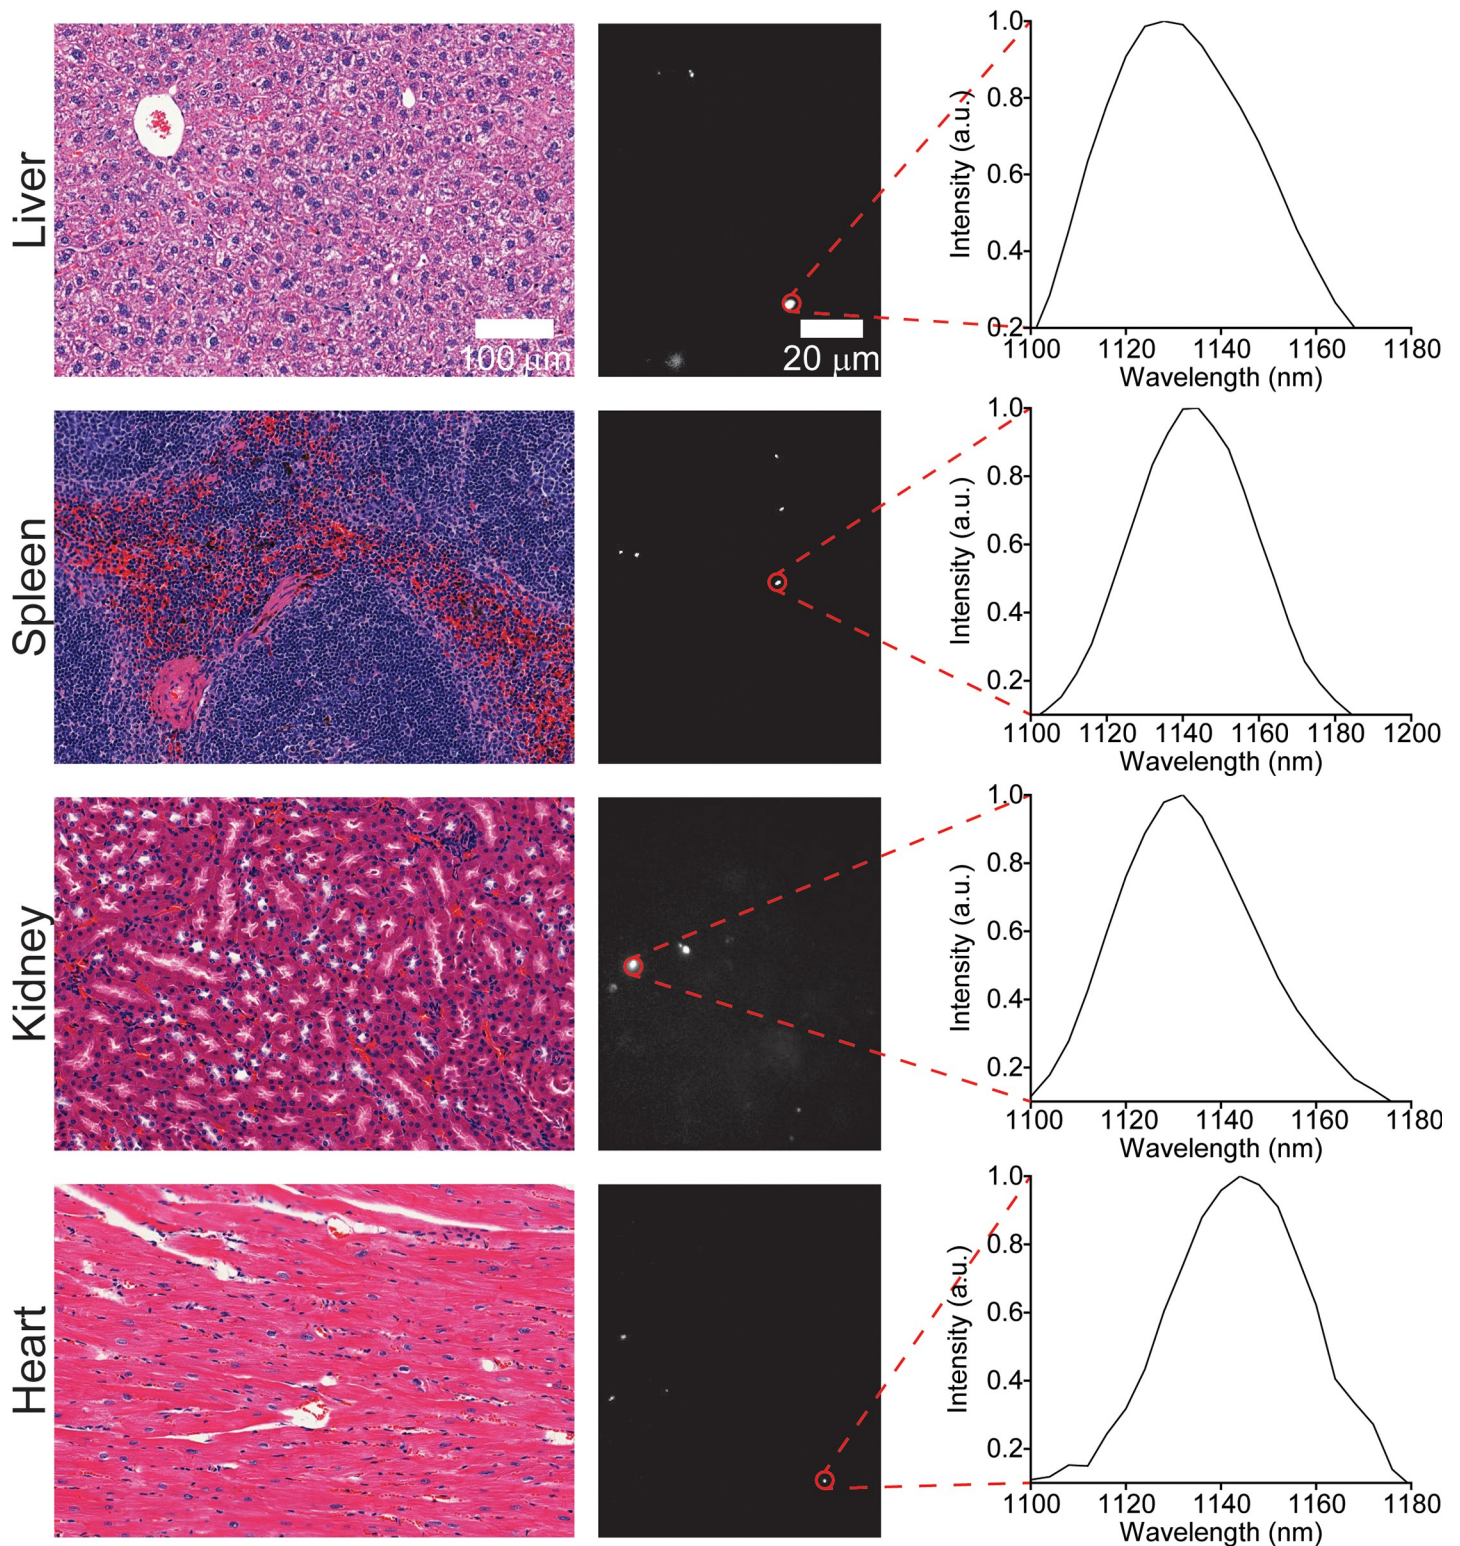 Liver
100 μm
20 μm
Intensity (a.u.)
1.0
0.8
0.6
0.4
0.2
1100 1120 1140 1160 1180
Wavelength (nm)
Spleen
Intensity (a.u.)
1.0
0.8
0.6
0.4
0.2
1100 1120 1140 1160 1180 1200
Wavelength (nm)
Kidney
Intensity (a.u.)
1.0
0.8
0.6
0.4
0.2
1100 1120 1140 1160 1180
Wavelength (nm)
Heart
Intensity (a.u.)
1.0
0.8
0.6
0.4
0.2
1100 1120 1140 1160 1180
Wavelength (nm)